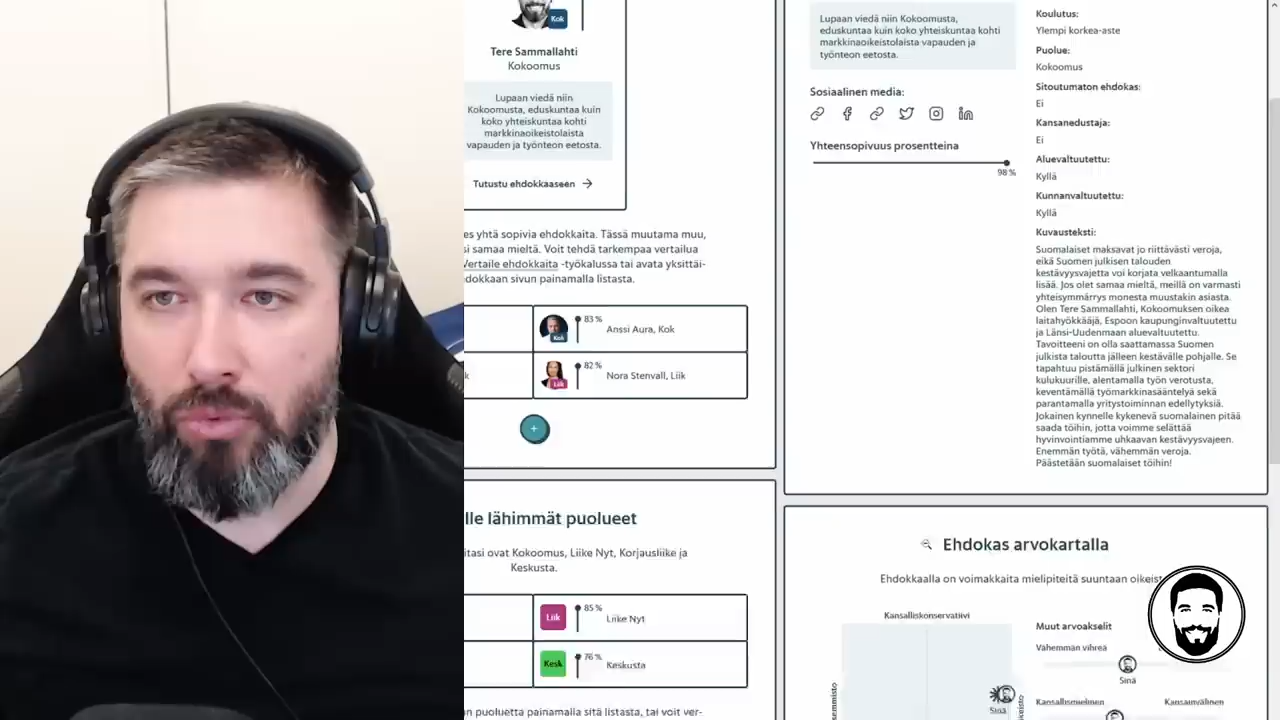 Kok
Tere Sammallahti
Kokoomus
Lupaan viedä niin
Kokoomusta, eduskuntaa kuin
koko yhteiskuntaa kohti
markkinaoikeistolaista
vapauden ja työnteon eetosta.
Tutustu ehdokkaaseen
es yhtä sopivia ehdokkaita. Tässä muutama muu,
si samaa mieltä. Voit tehdä tarkempaa vertailua
Vertaile ehdokkaita -työkalussa tai avata yksittäi-
dokkaan sivun painamalla listasta.
83 %
Anssi Aura, Kok
Kok
82 %
k
Nora Stenvall, Liik
Liik
+
lle lähimmät puolueet
itasi ovat Kokoomus, Liike Nyt, Korjausliike ja
Keskusta.
Liik
85 %
Liike Nyt
Kesk
76 %
Keskusta
an puoluetta painamalla sitä listasta, tai voit ver-
Lupaan viedä niin Kokoomusta,
eduskuntaa kuin koko yhteiskuntaa kohti
markkinaoikeistolaista vapauden ja
työnteon eetosta.
Sosiaalinen media:
Yhteensopivuus prosentteina
98 %
Koulutus:
Ylempi korkea-aste
Puolue:
Kokoomus
Sitoutumaton ehdokas:
Ei
Kansanedustaja:
Ei
Aluevaltuutettu:
Kyllä
Kunnanvaltuutettu:
Kyllä
Kuvausteksti:
Suomalaiset maksavat jo riittävästi veroja,
eikä Suomen julkisen talouden
kestävyysvajetta voi korjata velkaantumalla
lisää. Jos olet samaa mieltä, meillä on varmasti
yhteisymmärrys monesta muustakin asiasta.
Olen Tere Sammallahti, Kokoomuksen oikea
laitahyökkääjä, Espoon kaupunginvaltuutettu
ja Länsi-Uudenmaan aluevaltuutettu.
Tavoitteeni on olla saattamassa Suomen
julkista taloutta jälleen kestävälle pohjalle. Se
tapahtuu pistämällä julkinen sektori
kulukuurille, alentamalla työn verotusta,
keventämällä työmarkkinasääntelyä sekä
parantamalla yritystoiminnan edellytyksiä.
Jokainen kynnelle kykenevä suomalainen pitää
saada töihin, jotta voimme selättää
hyvinvointiamme uhkaavan kestävyysvajeen.
Enemmän työtä, vähemmän veroja.
Päästetään suomalaiset töihin!
Ehdokas arvokartalla
Ehdokkaalla on voimakkaita mielipiteitä suuntaan oikeist
Kansalliskonservatiivi
Muut arvoakselit
Vähemmän vihreä
Sinä
Sinä
Kansallismielinen
Kansainvälinen